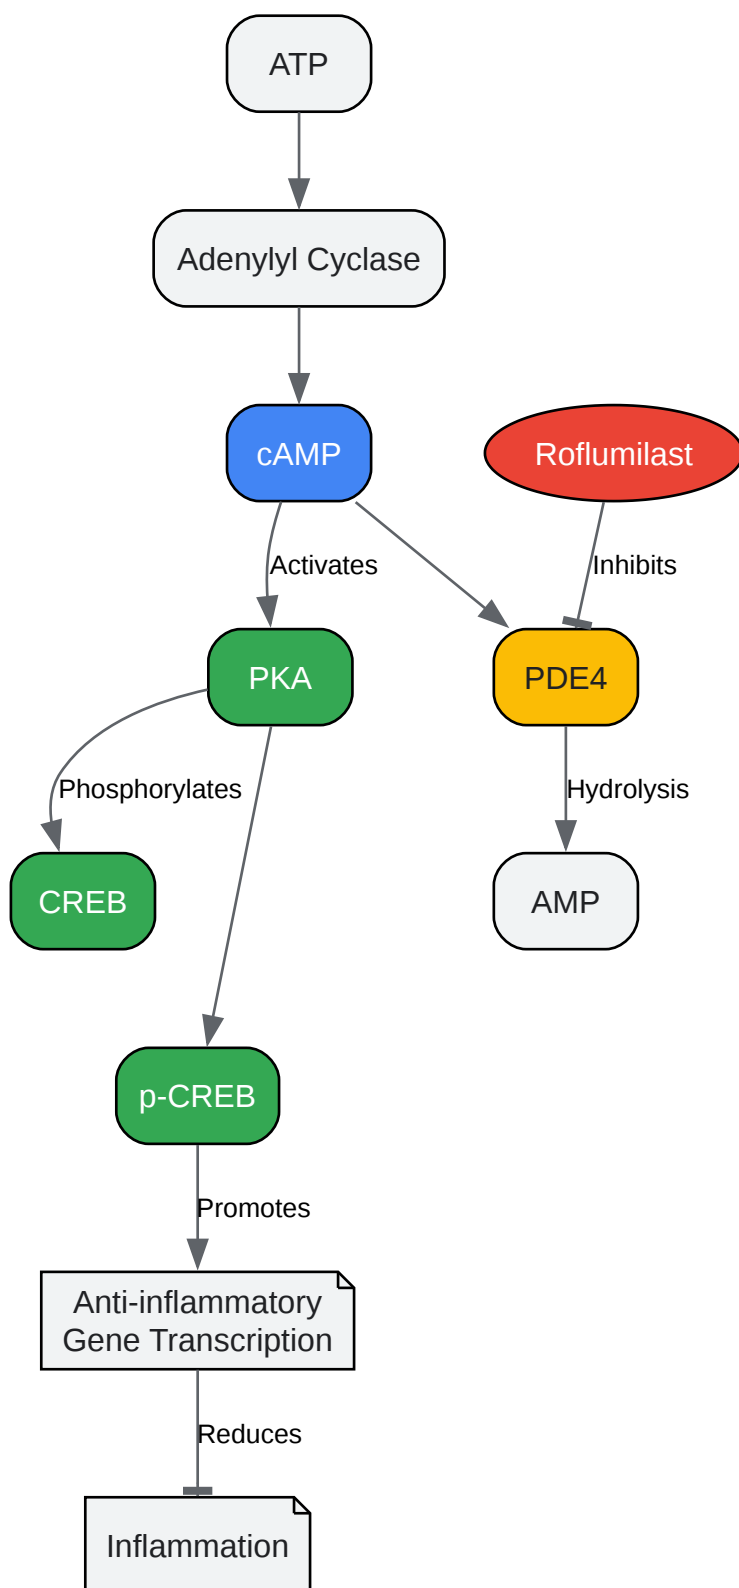 ATP
Adenylyl Cyclase
cAMP
Roflumilast
Activates
Inhibits
PKA
PDE4
Phosphorylates
Hydrolysis
CREB
AMP
p-CREB
Promotes
Anti-inflammatory
Gene Transcription
Reduces
Inflammation